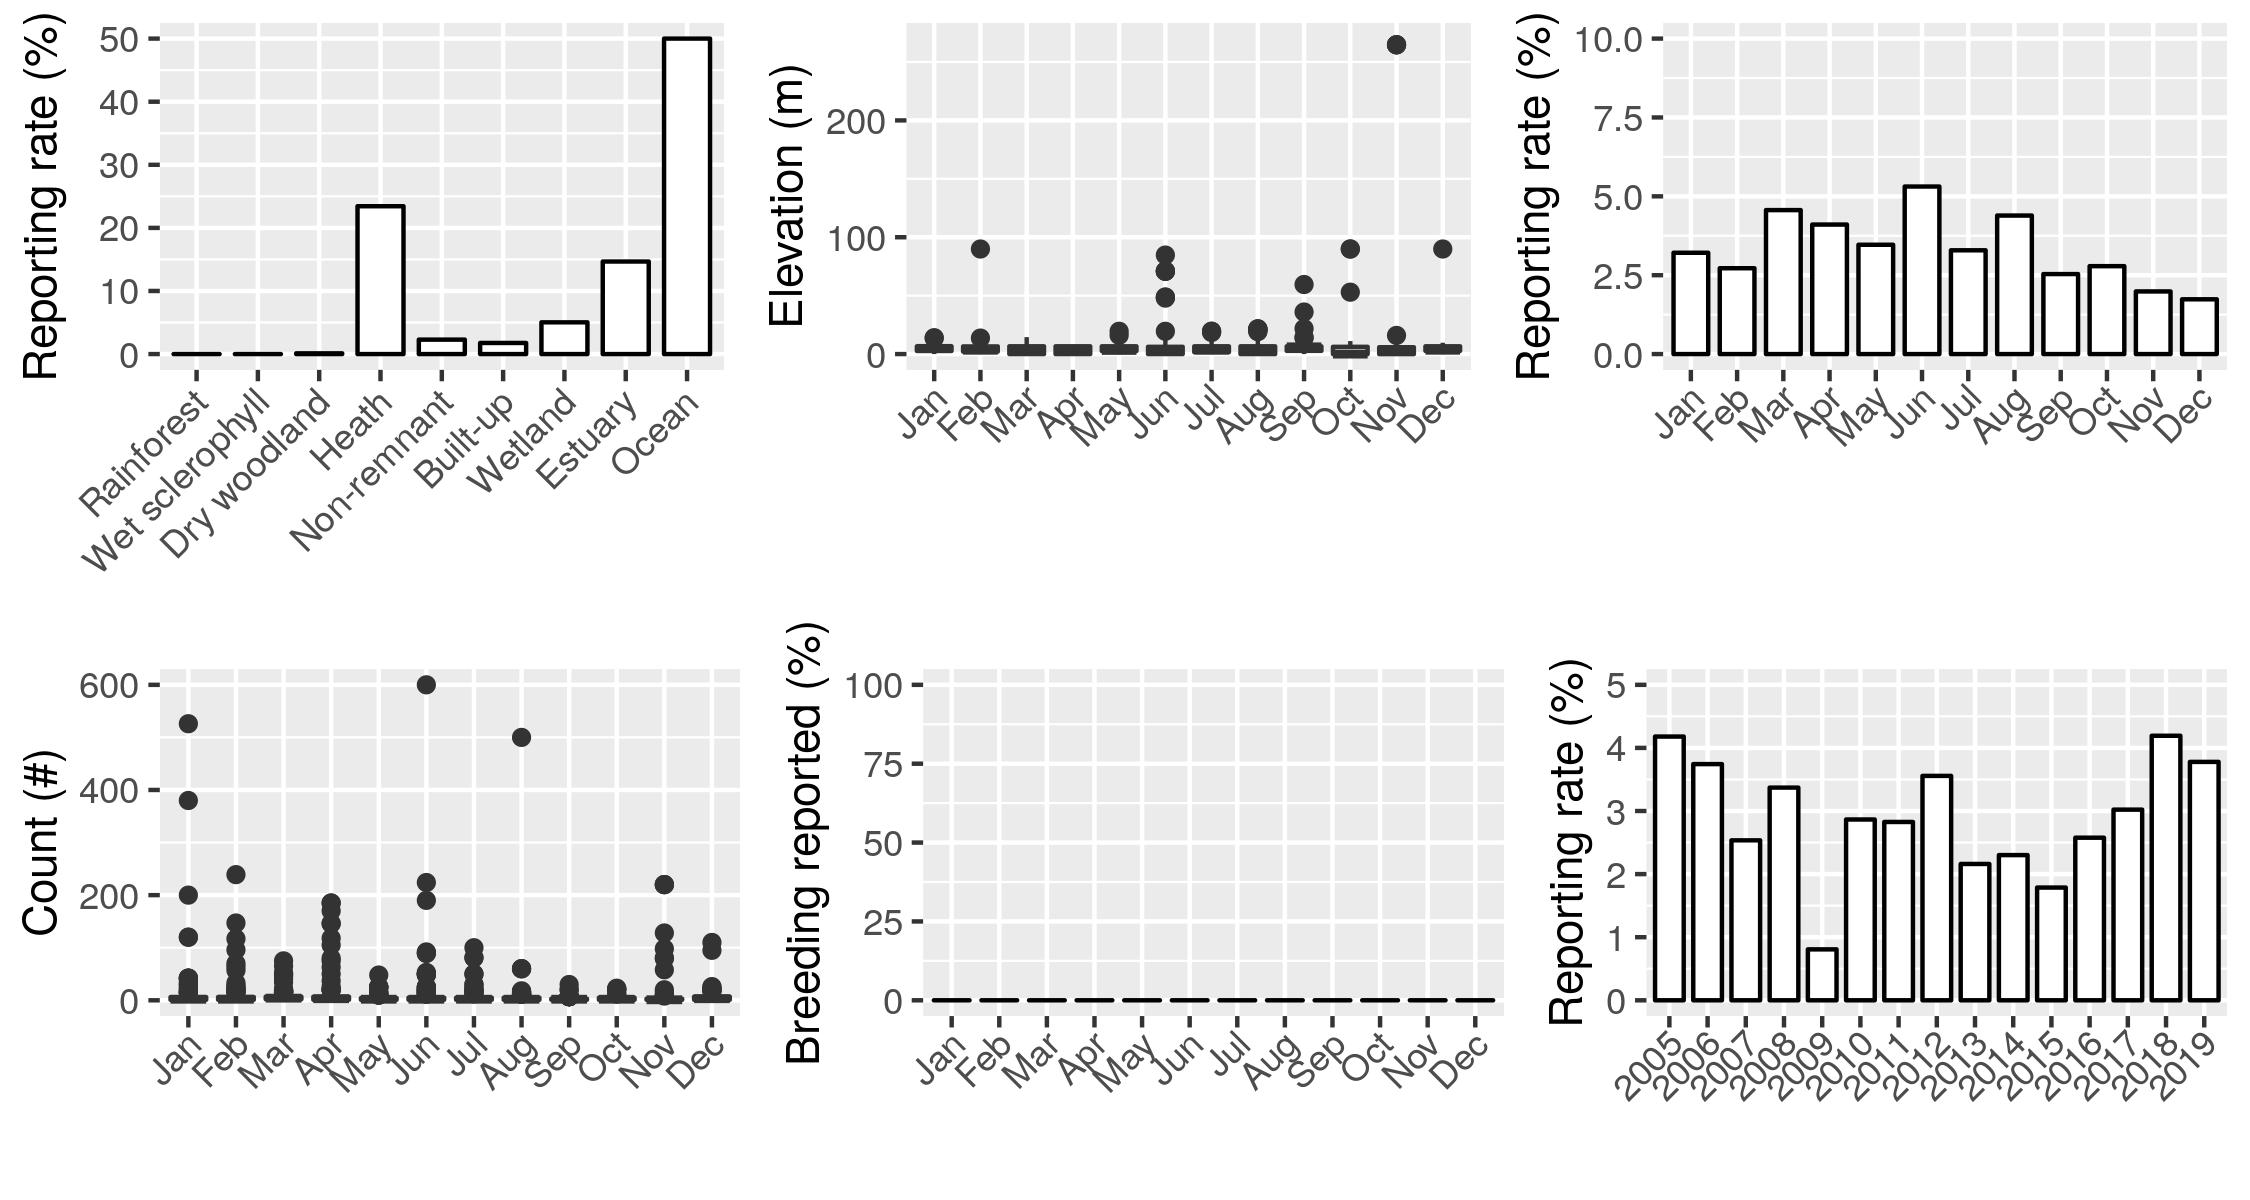 Reporting rate (%)
50
40
30
20
10
0
Rainforest
Wet sclerophyll
Dry woodland
Heath
Non-remnant
Built-up
Wetland
Estuary
Ocean
Elevation (m)
200
100
0
Jan
Feb
Mar
Apr
May
Jun
Jul
Aug
Sep
Oct
Nov
Dec
Reporting rate (%)
10.0
7.5
5.0
2.5
0.0
Jan
Feb
Mar
Apr
May
Jun
Jul
Aug
Sep
Oct
Nov
Dec
Count (#)
600
400
200
0
Jan
Feb
Mar
Apr
May
Jun
Jul
Aug
Sep
Oct
Nov
Dec
Breeding reported (%)
100
75
50
25
0
Jan
Feb
Mar
Apr
May
Jun
Jul
Aug
Sep
Oct
Nov
Dec
Reporting rate (%)
5
4
3
2
1
0
2005
2006
2007
2008
2009
2010
2011
2012
2013
2014
2015
2016
2017
2018
2019